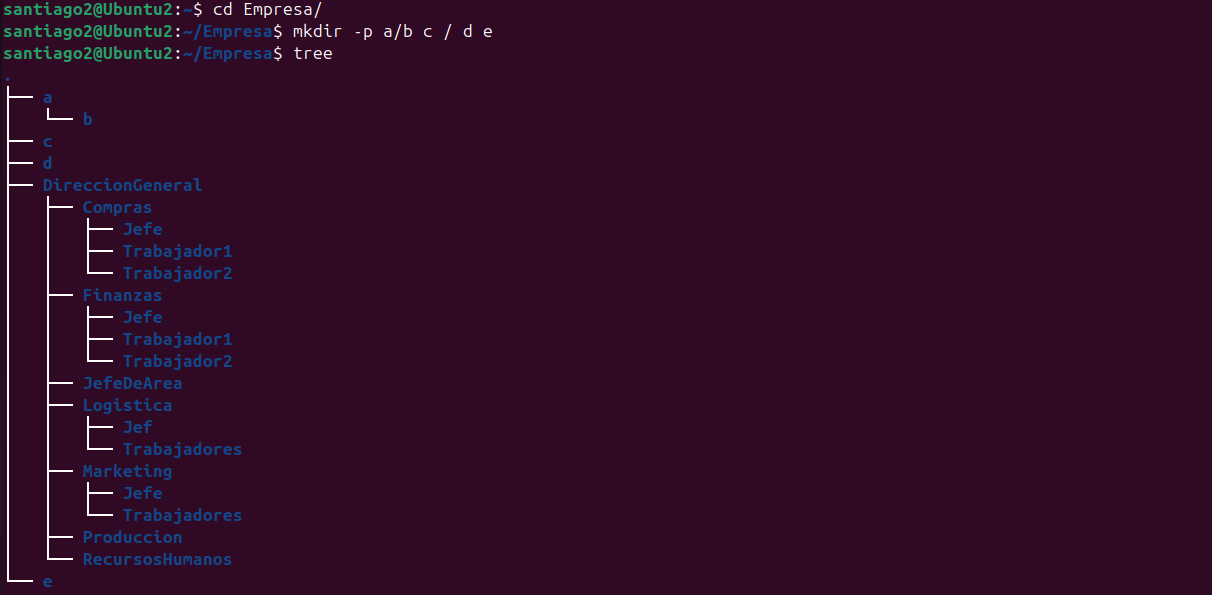 santiago2@Ubuntu2:~$ cd Empresa/
santiago2@Ubuntu2:~/Empresa$ mkdir -p a/b c / d e
santiago2@Ubuntu2:~/Empresa$ tree
.
├── a
│   └── b
├── c
├── d
├── DireccionGeneral
│   ├── Compras
│   │   ├── Jefe
│   │   ├── Trabajador1
│   │   └── Trabajador2
│   ├── Finanzas
│   │   ├── Jefe
│   │   ├── Trabajador1
│   │   └── Trabajador2
│   ├── JefeDeArea
│   ├── Logistica
│   │   ├── Jef
│   │   └── Trabajadores
│   ├── Marketing
│   │   ├── Jefe
│   │   └── Trabajadores
│   ├── Produccion
│   └── RecursosHumanos
└── e